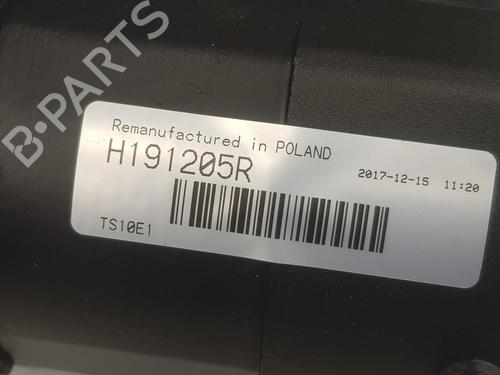 B-PARTS
Remanufactured in POLAND
H191205R
2017-12-15 11:20
TS10E1